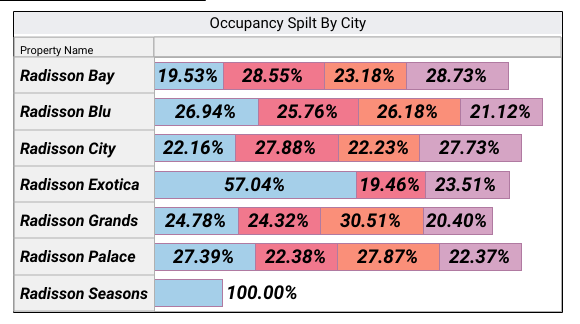 Occupancy Spilt By City
Property Name
Radisson Bay 19.53% 28.55% 23.18% 28.73%
Radisson Blu 26.94% 25.76% 26.18% 21.12%
Radisson City 22.16% 27.88% 22.23% 27.73%
Radisson Exotica 57.04% 19.46% 23.51%
Radisson Grands 24.78% 24.32% 30.51% 20.40%
Radisson Palace 27.39% 22.38% 27.87% 22.37%
Radisson Seasons 100.00%